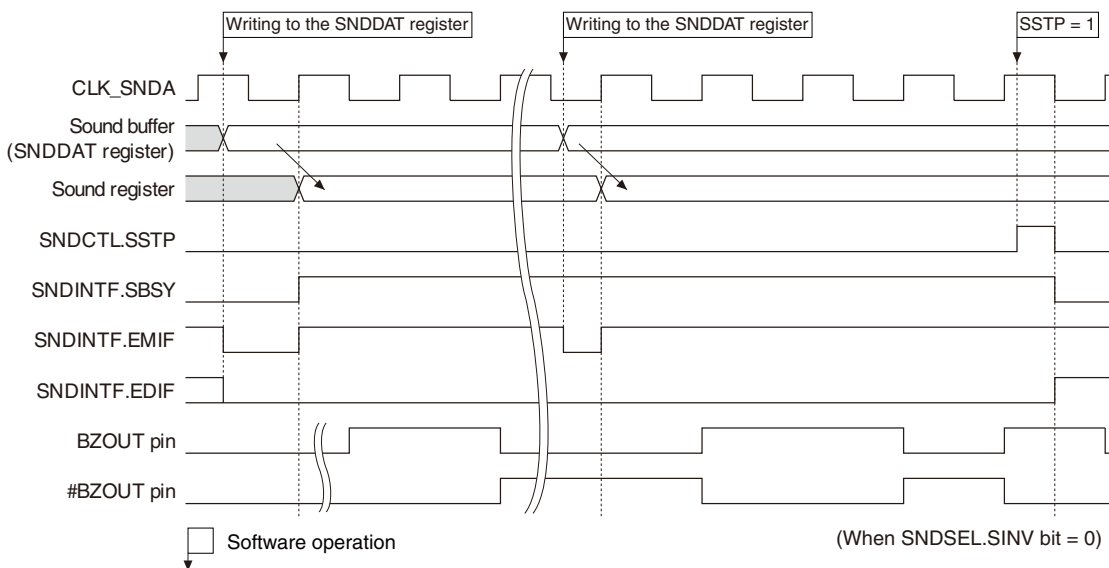 Writing to the SNDDAT register
Writing to the SNDDAT register
SSTP = 1
CLK_SNDA
Sound buffer
(SNDDAT register)
Sound register
SNDCTL.SSTP
SNDINTF.SBSY
SNDINTF.EMIF
SNDINTF.EDIF
BZOUT pin
#BZOUT pin
Software operation
(When SNDSEL.SINV bit = 0)